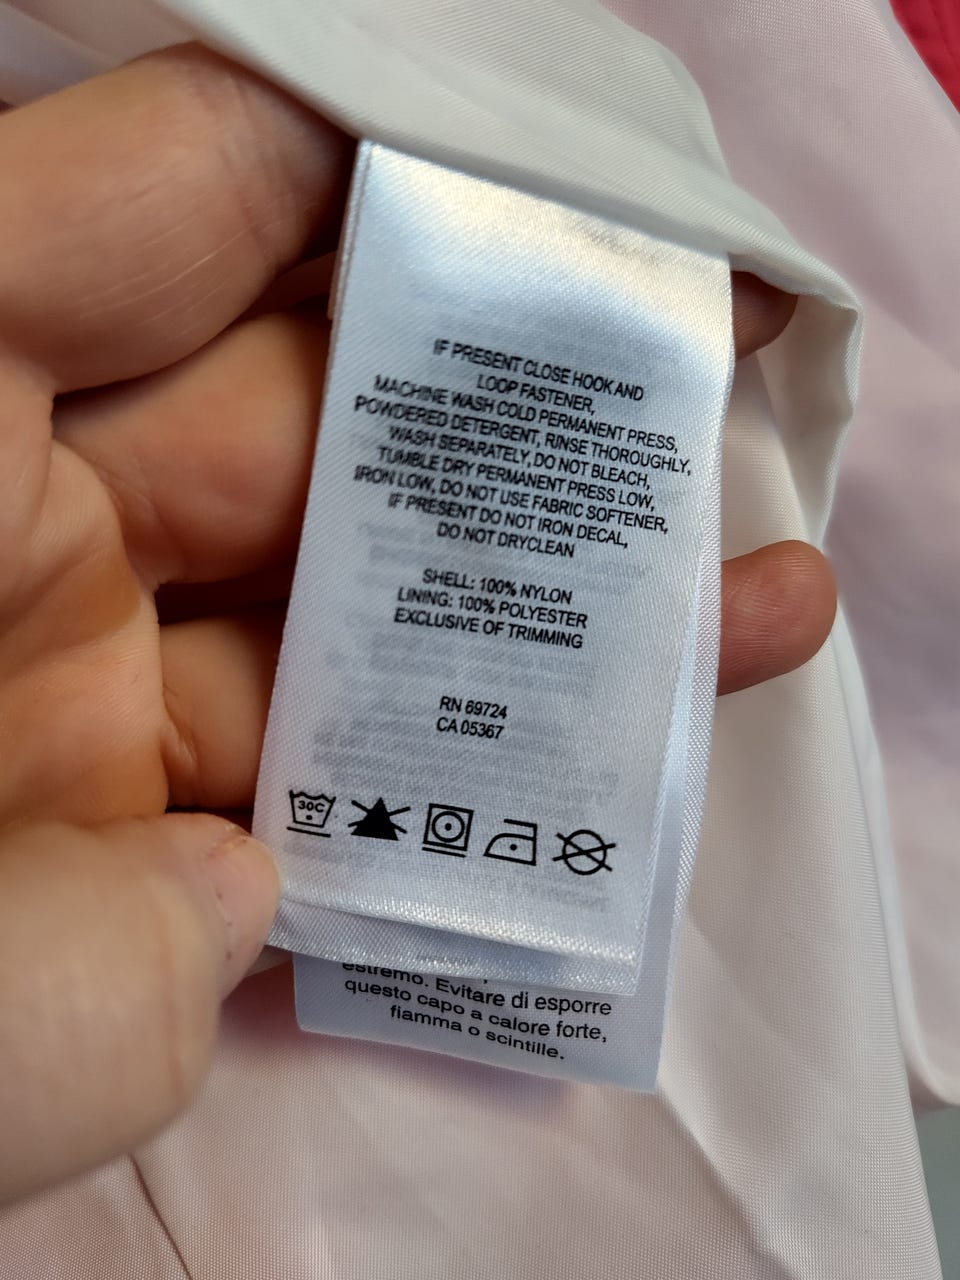 IF PRESENT CLOSE HOOK AND
LOOP FASTENER,
MACHINE WASH COLD PERMANENT PRESS,
POWDERED DETERGENT, RINSE THOROUGHLY,
WASH SEPARATELY, DO NOT BLEACH,
TUMBLE DRY PERMANENT PRESS LOW,
IRON LOW, DO NOT USE FABRIC SOFTENER,
IF PRESENT DO NOT IRON DECAL,
DO NOT DRYCLEAN
SHELL: 100% NYLON
LINING: 100% POLYESTER
EXCLUSIVE OF TRIMMING
RN 69724
CA 05367
30C
estremo. Evitare di esporre
questo capo a calore forte,
fiamma o scintille.